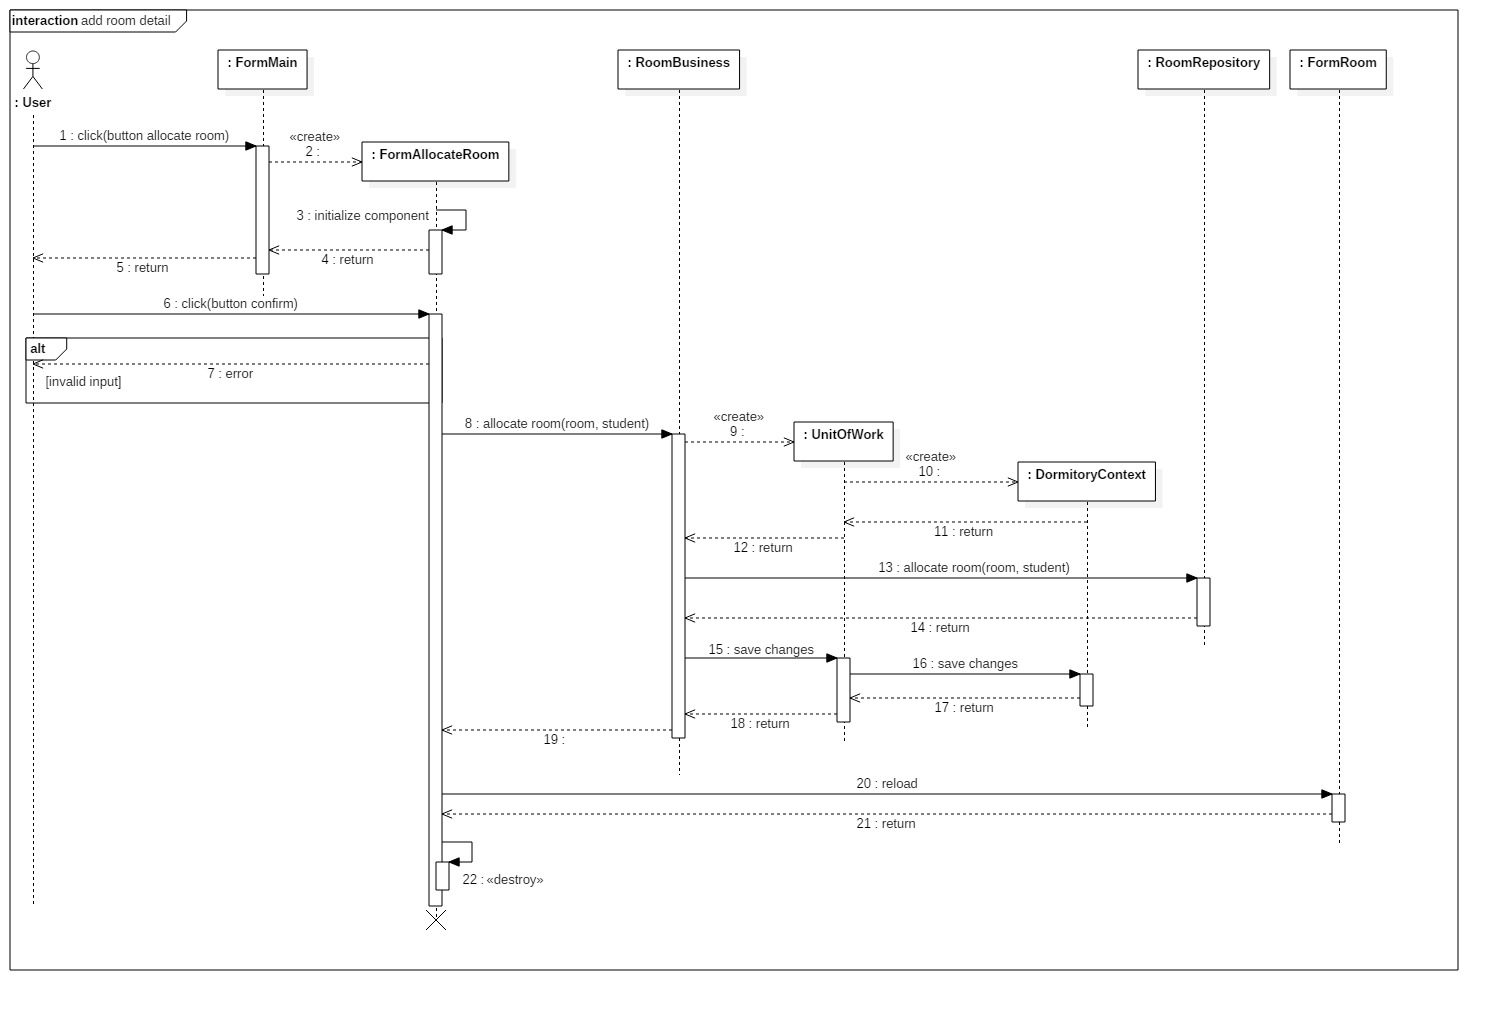 interaction add room detail
: User
: FormMain
: RoomBusiness
: RoomRepository
: FormRoom
1 : click(button allocate room)
«create»
2 :
: FormAllocateRoom
3 : initialize component
4 : return
5 : return
6 : click(button confirm)
alt
7 : error
[invalid input]
8 : allocate room(room, student)
«create»
9 :
: UnitOfWork
«create»
10 :
: DormitoryContext
11 : return
12 : return
13 : allocate room(room, student)
14 : return
15 : save changes
16 : save changes
17 : return
18 : return
19 :
20 : reload
21 : return
22 : «destroy»